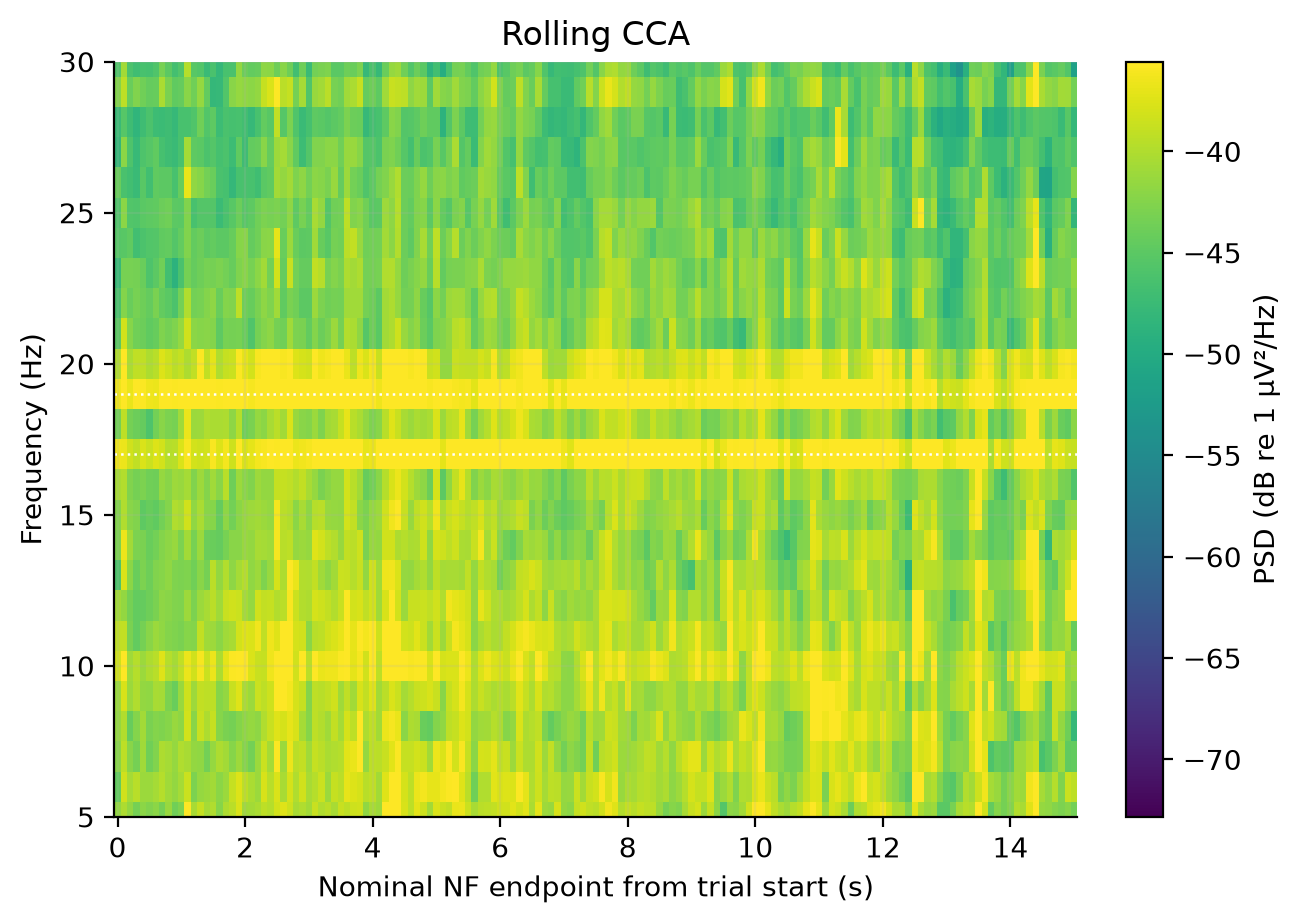 Rolling CCA
30
25
20
15
10
5
Frequency (Hz)
0 2 4 6 8 10 12 14
Nominal NF endpoint from trial start (s)
−40
−45
−50
−55
−60
−65
−70
PSD (dB re 1 µV²/Hz)